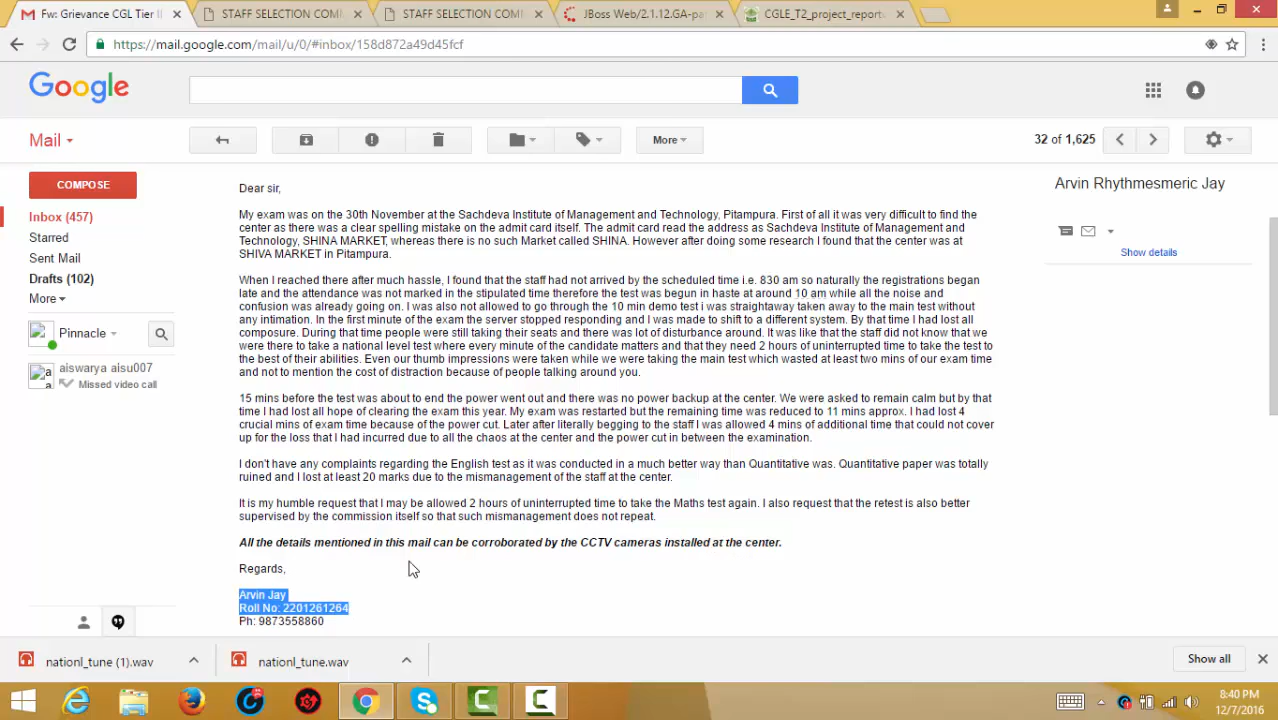 Fw: Grievance CGL Tier I
STAFF SELECTION COM
STAFF SELECTION COM
JBoss Web/2.1.12.GA-pa
CGLE_T2_project_reports
https://mail.google.com/mail/u/0/#inbox/158d872a49d45fcf
Google
Mail
More
32 of 1,625
COMPOSE
Inbox (457)
Starred
Sent Mail
Drafts (102)
More
Pinnacle
aiswarya aisu007
Missed video call
Dear sir,
My exam was on the 30th November at the Sachdeva Institute of Management and Technology, Pitampura. First of all it was very difficult to find the
center as there was a clear spelling mistake on the admit card itself. The admit card read the address as Sachdeva Institute of Management and
Technology, SHINA MARKET, whereas there is no such Market called SHINA. However after doing some research I found that the center was at
SHIVA MARKET in Pitampura.
When I reached there after much hassle, I found that the staff had not arrived by the scheduled time i.e. 830 am so naturally the registrations began
late and the attendance was not marked in the stipulated time therefore the test was begun in haste at around 10 am while all the noise and
confusion was already going on. I was also not allowed to go through the 10 min demo test i was straightaway taken away to the main test without
any intimation. In the first minute of the exam the server stopped responding and I was made to shift to a different system. By that time I had lost all
composure. During that time people were still taking their seats and there was lot of disturbance around. It was like that the staff did not know that we
were there to take a national level test where every minute of the candidate matters and that they need 2 hours of uninterrupted time to take the test to
the best of their abilities. Even our thumb impressions were taken while we were taking the main test which wasted at least two mins of our exam time
and not to mention the cost of distraction because of people talking around you.
15 mins before the test was about to end the power went out and there was no power backup at the center. We were asked to remain calm but by that
time I had lost all hope of clearing the exam this year. My exam was restarted but the remaining time was reduced to 11 mins approx. I had lost 4
crucial mins of exam time because of the power cut. Later after literally begging to the staff I was allowed 4 mins of additional time that could not cover
up for the loss that I had incurred due to all the chaos at the center and the power cut in between the examination.
I don't have any complaints regarding the English test as it was conducted in a much better way than Quantitative was. Quantitative paper was totally
ruined and I lost at least 20 marks due to the mismanagement of the staff at the center.
It is my humble request that I may be allowed 2 hours of uninterrupted time to take the Maths test again. I also request that the retest is also better
supervised by the commission itself so that such mismanagement does not repeat.
All the details mentioned in this mail can be corroborated by the CCTV cameras installed at the center.
Regards,
Arvin Jay
Roll No: 2201261264
Ph: 9873558860
Arvin Rhythmesmeric Jay
Show details
nationl_tune (1).wav
nationl_tune.wav
Show all
8:40 PM
12/7/2016